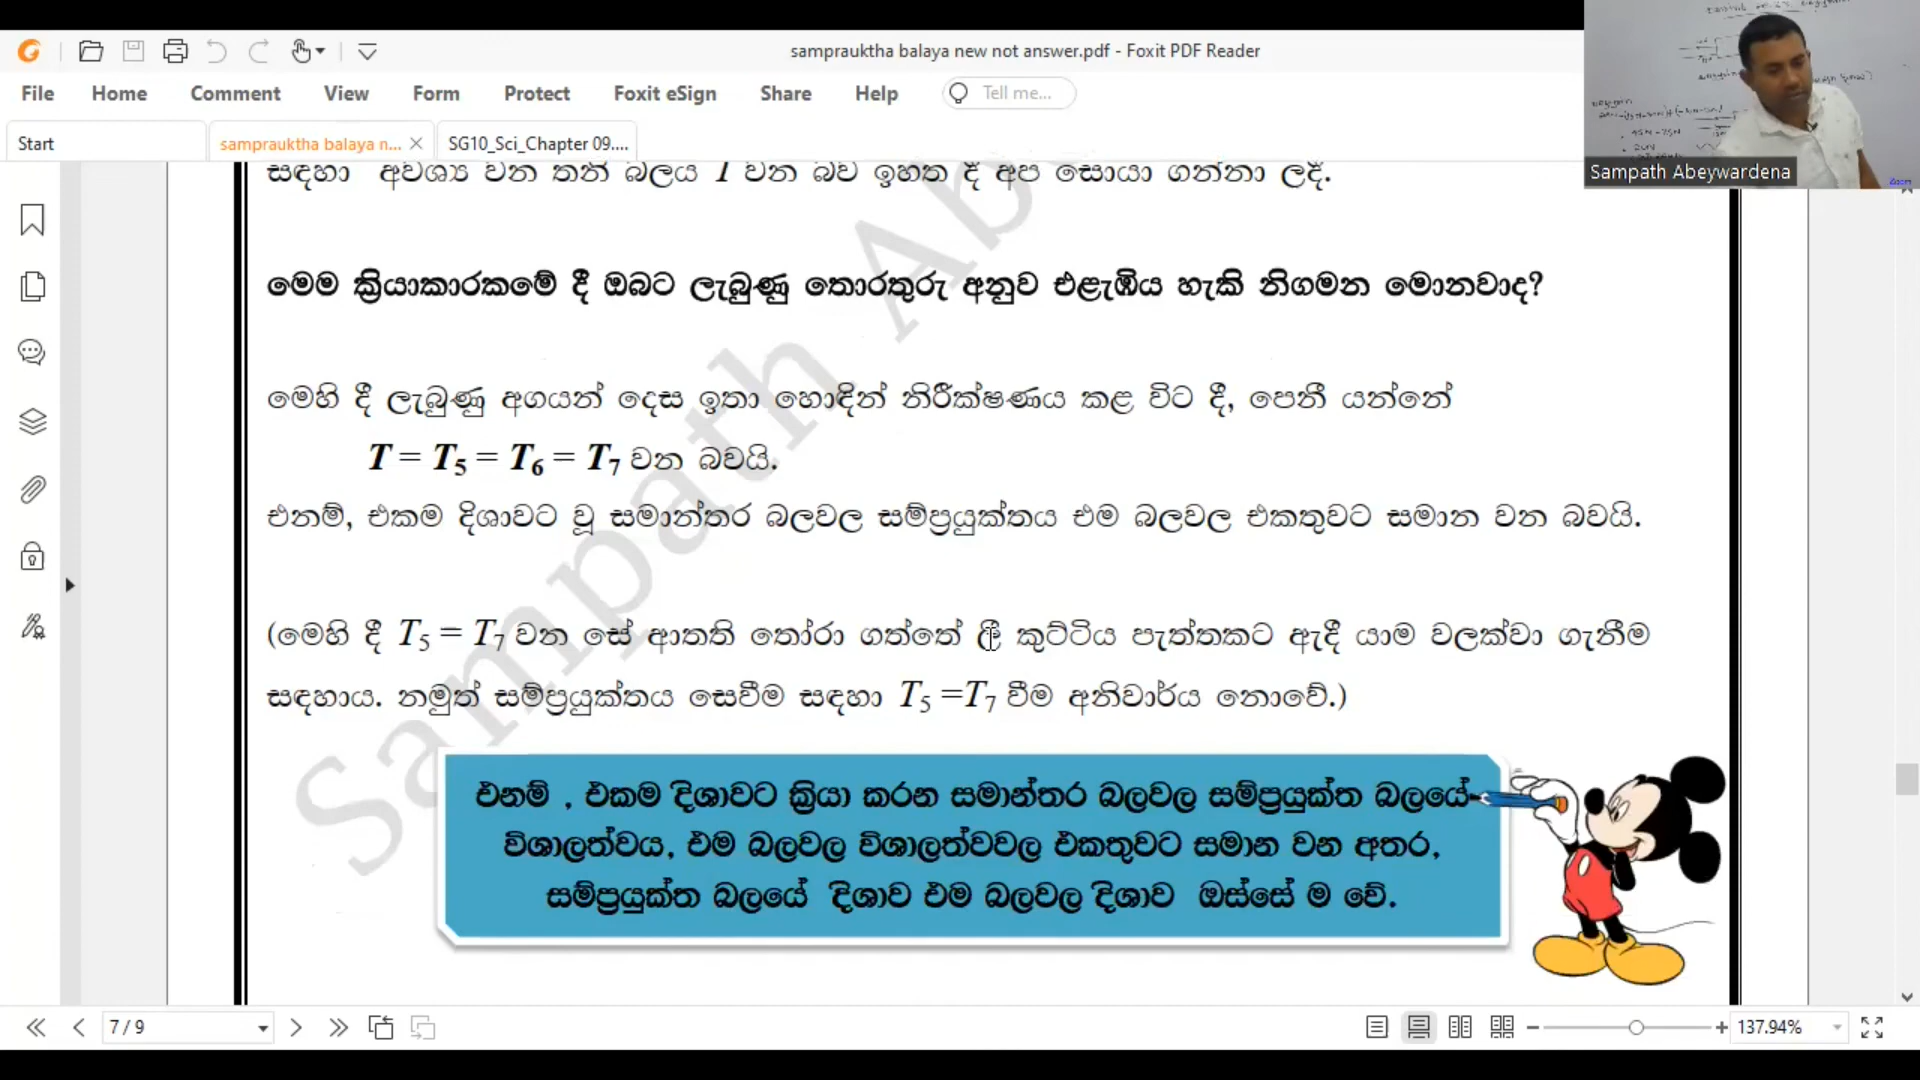 samprauktha balaya new not answer.pdf - Foxit PDF Reader
File Home Comment View Form Protect Foxit eSign Share Help Tell me...
Start samprauktha balaya n... SG10_Sci_Chapter 09....
Sampath Abeywardena
සඳහා අවශ්‍ය වන තනි බලය T වන බව ඉහත දී අප සොයා ගන්නා ලදී.
මෙම ක්‍රියාකාරකමේ දී ඔබට ලැබුණු තොරතුරු අනුව එළැඹිය හැකි නිගමන මොනවාද?
මෙහි දී ලැබුණු අගයන් දෙස ඉතා හොඳින් නිරීක්ෂණය කළ විට දී, පෙනී යන්නේ
T = T5 = T6 = T7 වන බවයි.
එනම්, එකම දිශාවට වූ සමාන්තර බලවල සම්ප්‍රයුක්තය එම බලවල එකතුවට සමාන වන බවයි.
(මෙහි දී T5 = T7 වන සේ ආතති තෝරා ගත්තේ ලී කුට්ටිය පැත්තකට ඇදී යාම වලක්වා ගැනීම
සඳහාය. නමුත් සම්ප්‍රයුක්තය සෙවීම සඳහා T5 =T7 වීම අනිවාර්ය නොවේ.)
එනම් , එකම දිශාවට ක්‍රියා කරන සමාන්තර බලවල සම්ප්‍රයුක්ත බලයේ
විශාලත්වය, එම බලවල විශාලත්වවල එකතුවට සමාන වන අතර,
සම්ප්‍රයුක්ත බලයේ දිශාව එම බලවල දිශාව ඔස්සේ ම වේ.
Sampath Ab
7 / 9 137.94%